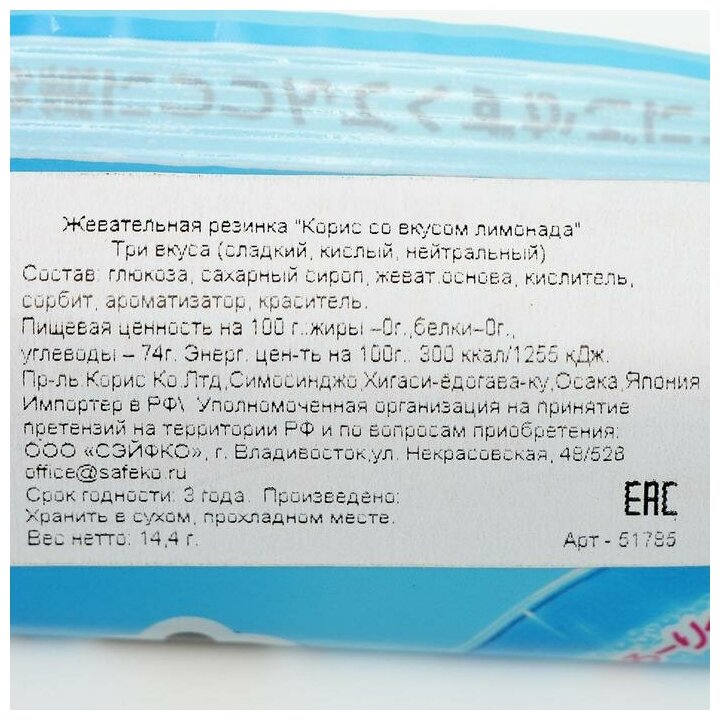 Жевательная резинка "Корис со вкусом лимонада"
Три вкуса (сладкий, кислый, нейтральный)
Состав: глюкоза, сахарный сироп, жеват.основа, кислитель,
сорбит, ароматизатор, краситель.
Пищевая ценность на 100 г.:жиры –0г.,белки–0г.,
углеводы – 74г. Энерг. цен-ть на 100г.: 300 ккал/1255 кДж.
Пр-ль:Корис Ко.Лтд,Симосинджо,Хигаси-ёдогава-ку,Осака,Япония
Импортер в РФ\ Уполномоченная организация на принятие
претензий на территории РФ и по вопросам приобретения:
ООО «СЭЙФКО», г. Владивосток,ул. Некрасовская, 48/528
office@safeko.ru
Срок годности: 3 года. Произведено:
Хранить в сухом, прохладном месте.
Вес нетто: 14,4 г.
EAC
Арт - 51785